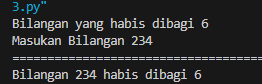 3.py"
Bilangan yang habis dibagi 6
Masukan Bilangan 234
=====================================
Bilangan 234 habis dibagi 6